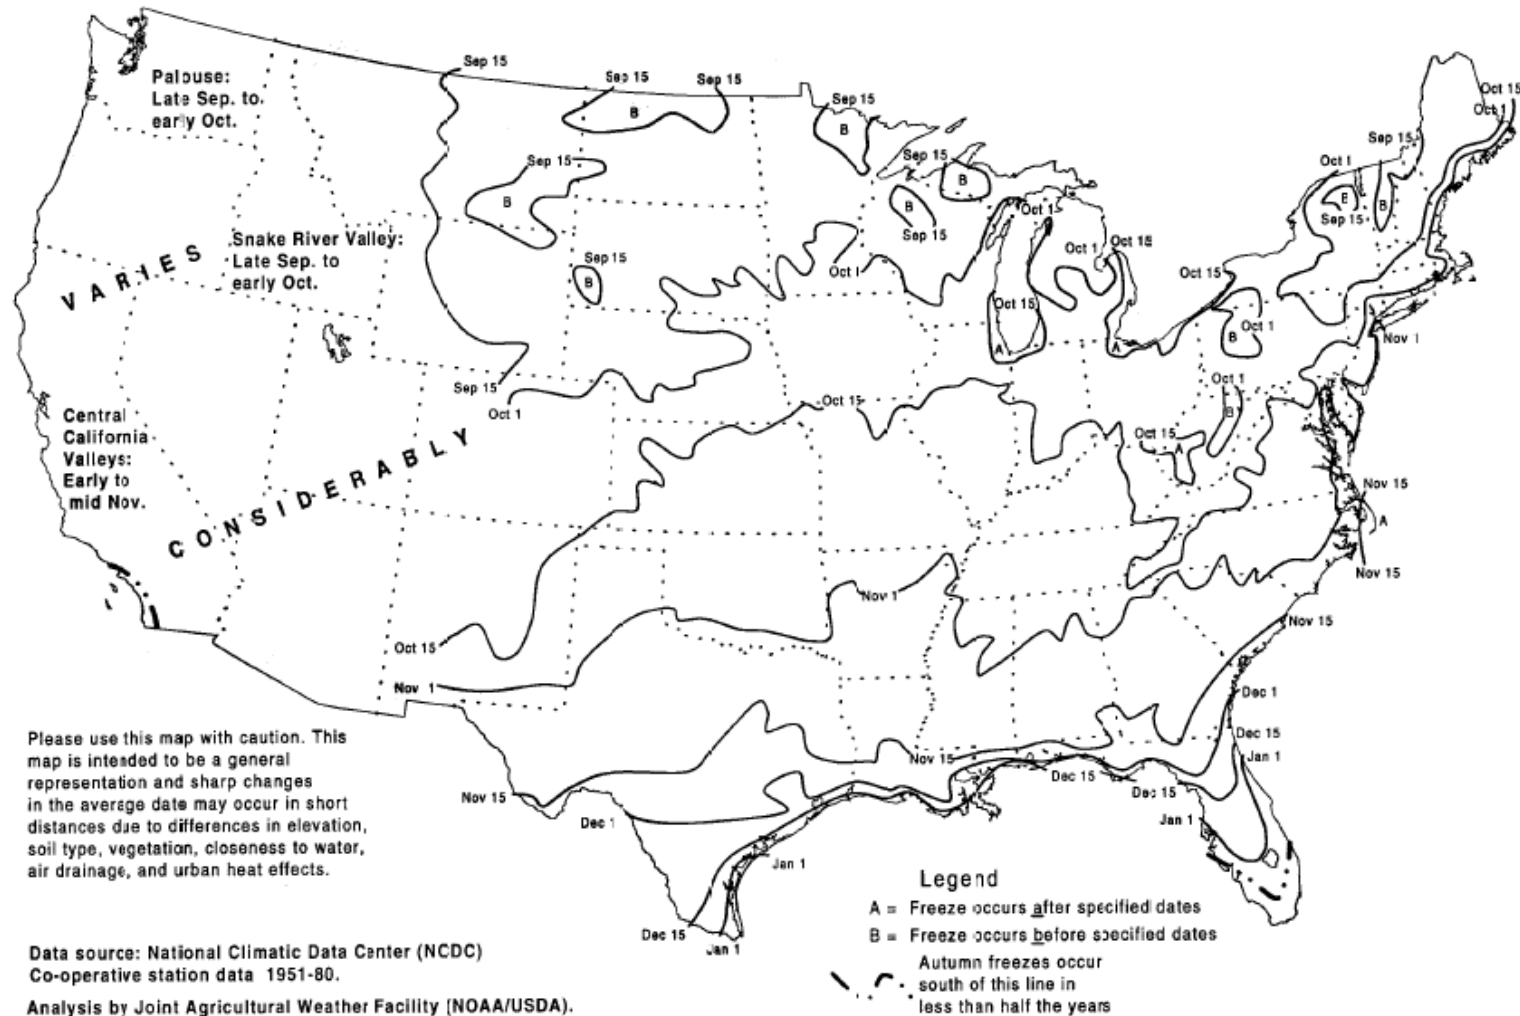 Sep 15
Sep 15
Sep 15
Palouse:
Late Sep. to
early Oct.
B
Sep 15
B
Oct 15
Oct 1
Sep 15
Sep 15
Sep 15
Oct 1
B
B
B
Sep 15
B
B
Sep 15
Oct 1
Snake River Valley:
Late Sep. to
early Oct.
VARIES
Sep 15
B
Oct 1
Oct 1
Oct 15
Oct 15
Oct 15
A
A
Oct 1
B
Nov 1
Sep 15
Oct 1
Oct 15
Oct 1
B
Central
California
Valleys:
Early to
mid Nov.
CONSIDERABLY
Oct 15
A
Nov 15
A
Nov 15
Nov 1
Oct 15
Nov 15
Nov 1
Dec 1
Dec 15
Jan 1
Nov 15
Dec 15
Dec 15
Nov 15
Dec 1
Jan 1
Jan 1
Dec 15
Jan 1
Please use this map with caution. This
map is intended to be a general
representation and sharp changes
in the average date may occur in short
distances due to differences in elevation,
soil type, vegetation, closeness to water,
air drainage, and urban heat effects.
Legend
A = Freeze occurs after specified dates
B = Freeze occurs before specified dates
Autumn freezes occur
south of this line in
less than half the years
Data source: National Climatic Data Center (NCDC)
Co-operative station data 1951-80.
Analysis by Joint Agricultural Weather Facility (NOAA/USDA).